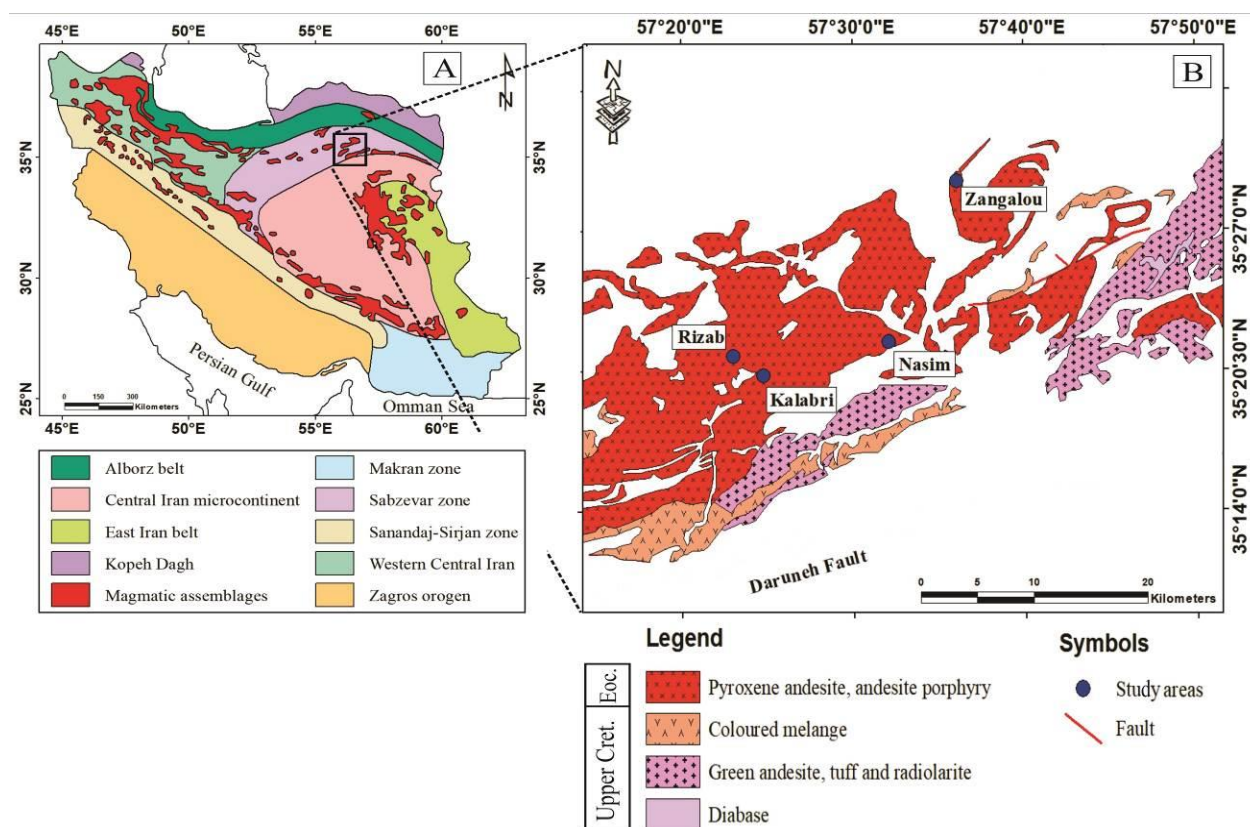 45°E 50°E 55°E 60°E
A
N
35°N 35°N
30°N 30°N
25°N 25°N
Persian Gulf
Omman Sea
0 150 300
Kilometers
45°E 50°E 55°E 60°E
Alborz belt
Central Iran microcontinent
East Iran belt
Kopeh Dagh
Magmatic assemblages
Makran zone
Sabzevar zone
Sanandaj-Sirjan zone
Western Central Iran
Zagros orogen
57°20'0"E 57°30'0"E 57°40'0"E 57°50'0"E
B
N
Zangalou
35°27'0"N
Rizab
Nasim
35°20'30"N
Kalabri
35°14'0"N
Daruneh Fault
0 5 10 20
Kilometers
Legend
Eoc.
Pyroxene andesite, andesite porphyry
Upper Cret.
Coloured melange
Green andesite, tuff and radiolarite
Diabase
Symbols
Study areas
Fault